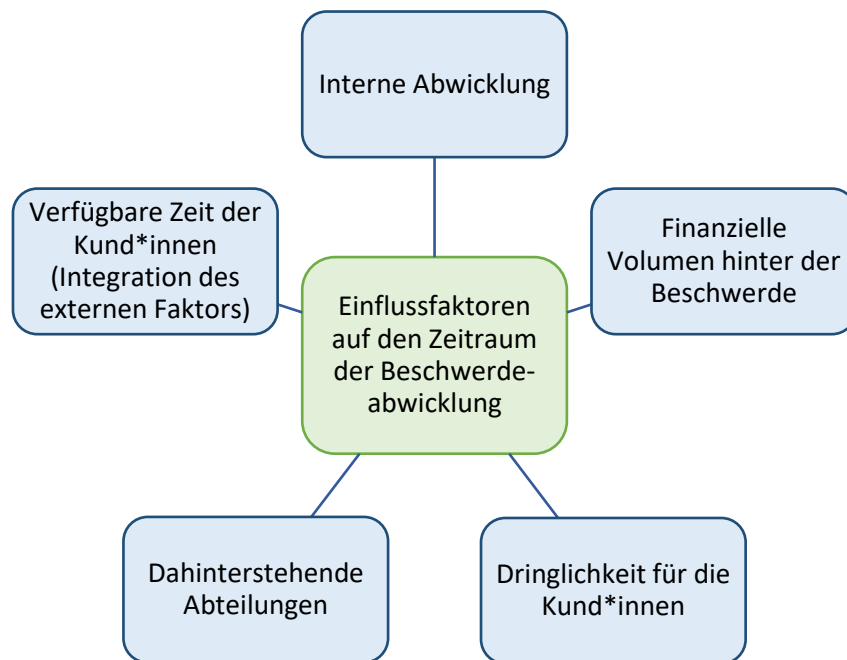 Interne Abwicklung
Verfügbare Zeit der
Kund*innen
(Integration des
externen Faktors)
Finanzielle
Volumen hinter der
Beschwerde
Einflussfaktoren
auf den Zeitraum
der Beschwerde-
abwicklung
Dahinterstehende
Abteilungen
Dringlichkeit für die
Kund*innen